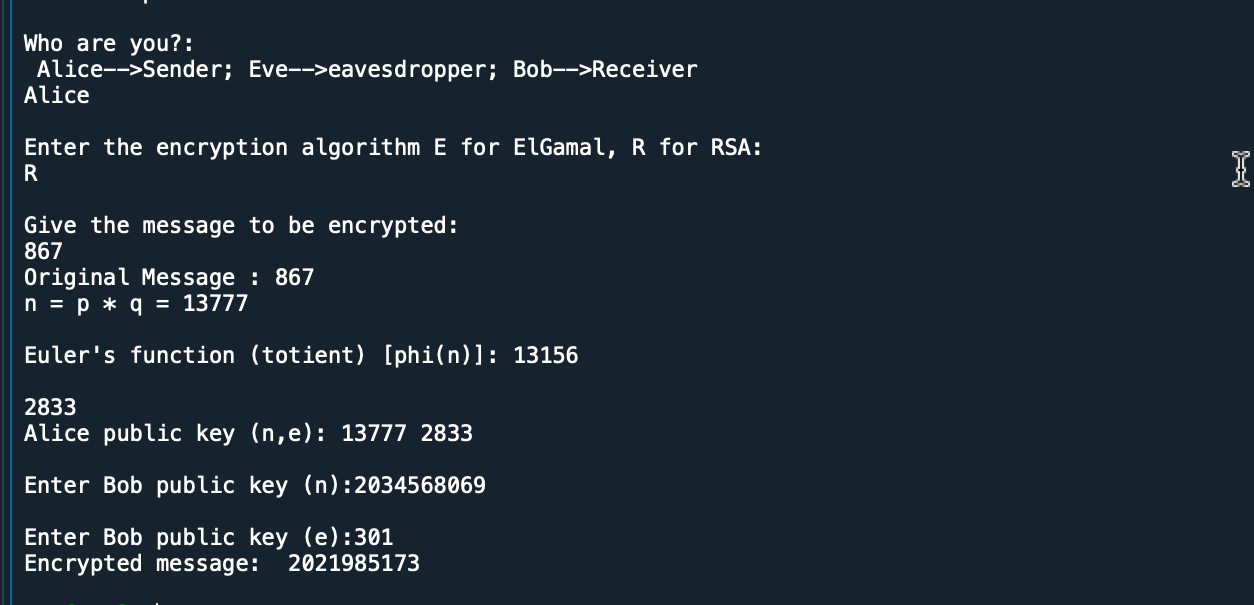 Who are you?:
Alice-->Sender; Eve-->eavesdropper; Bob-->Receiver
Alice
Enter the encryption algorithm E for ElGamal, R for RSA:
R
Give the message to be encrypted:
867
Original Message : 867
n = p * q = 13777
Euler's function (totient) [phi(n)]: 13156
2833
Alice public key (n,e): 13777 2833
Enter Bob public key (n):2034568069
Enter Bob public key (e):301
Encrypted message:  2021985173